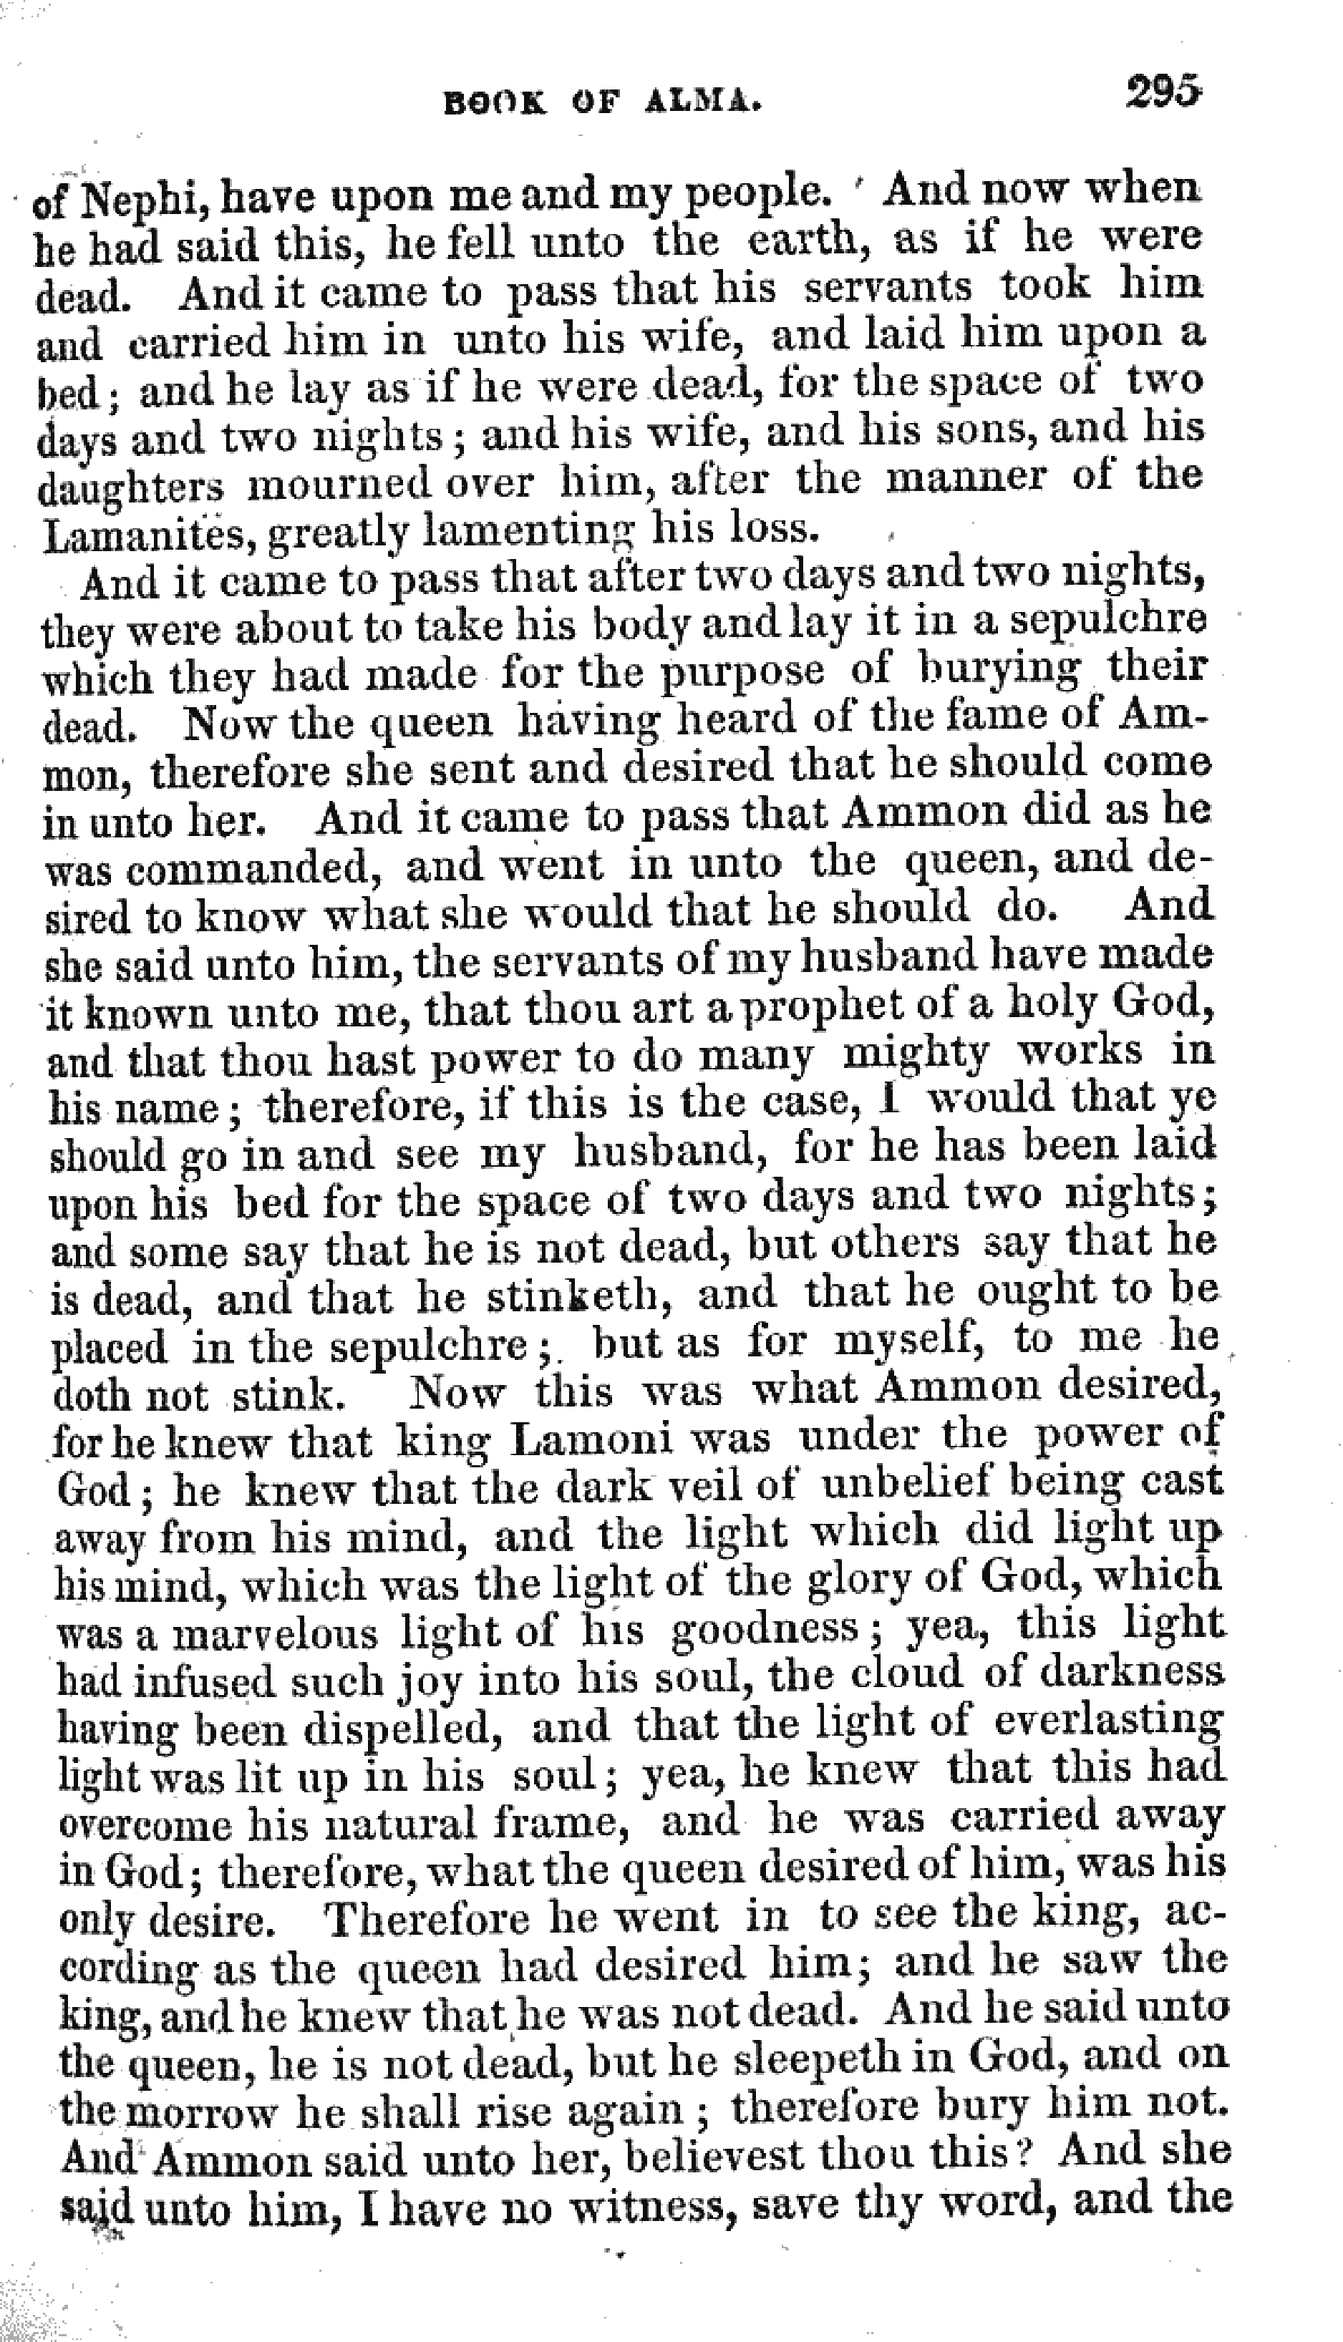 BOOK OF ALMA. 295
of Nephi, have upon me and my people. And now when
he had said this, he fell unto the earth, as if he were
dead. And it came to pass that his servants took him
and carried him in unto his wife, and laid him upon a
bed; and he lay as if he were dead, for the space of two
days and two nights; and his wife, and his sons, and his
daughters mourned over him, after the manner of the
Lamanites, greatly lamenting his loss.
And it came to pass that after two days and two nights,
they were about to take his body and lay it in a sepulchre
which they had made for the purpose of burying their
dead. Now the queen having heard of the fame of Am-
mon, therefore she sent and desired that he should come
in unto her. And it came to pass that Ammon did as he
was commanded, and went in unto the queen, and de-
sired to know what she would that he should do. And
she said unto him, the servants of my husband have made
it known unto me, that thou art a prophet of a holy God,
and that thou hast power to do many mighty works in
his name; therefore, if this is the case, I would that ye
should go in and see my husband, for he has been laid
upon his bed for the space of two days and two nights;
and some say that he is not dead, but others say that he
is dead, and that he stinketh, and that he ought to be
placed in the sepulchre; but as for myself, to me he
doth not stink. Now this was what Ammon desired,
for he knew that king Lamoni was under the power of
God; he knew that the dark veil of unbelief being cast
away from his mind, and the light which did light up
his mind, which was the light of the glory of God, which
was a marvelous light of his goodness; yea, this light
had infused such joy into his soul, the cloud of darkness
having been dispelled, and that the light of everlasting
light was lit up in his soul; yea, he knew that this had
overcome his natural frame, and he was carried away
in God; therefore, what the queen desired of him, was his
only desire. Therefore he went in to see the king, ac-
cording as the queen had desired him; and he saw the
king, and he knew that he was not dead. And he said unto
the queen, he is not dead, but he sleepeth in God, and on
the morrow he shall rise again; therefore bury him not.
And Ammon said unto her, believest thou this? And she
said unto him, I have no witness, save thy word, and the